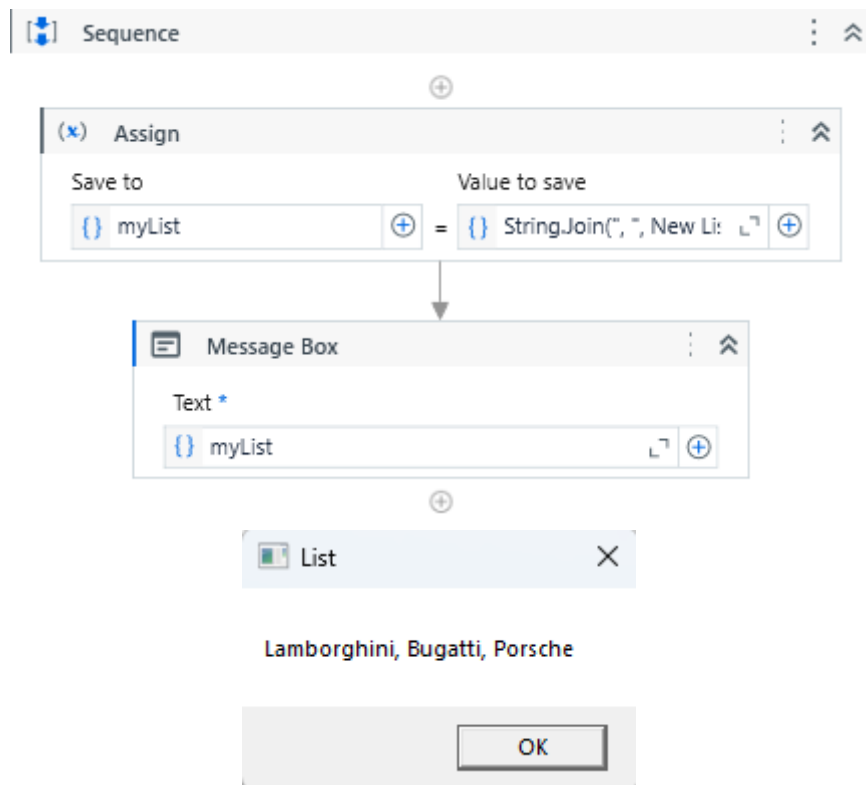 Sequence
(x) Assign
Save to Value to save
{} myList = {} String.Join(", ", New Li
Message Box
Text *
{} myList
List
Lamborghini, Bugatti, Porsche
OK